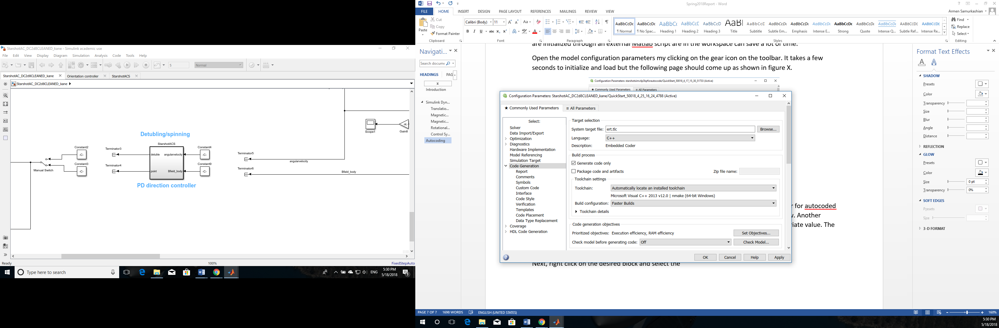 StarshotAC_DC2d8CLEANED_kane - Simulink academic use
File Edit View Display Diagram Simulation Analysis Code Tools Help
5 Normal
StarshotAC_DC2d8CLEANED_kane Orientation controller StarshotACS
StarshotAC_DC2d8CLEANED_kane
Scope1
-K-
Gain8
Detubling/spinning
StarshotACS
Constant2
-C-
Constant3
-C-
Manual Switch
Terminator3
Terminator4
detuble angularvelocity
point Bfield_body
Constant4
-C-
Constant9
-C-
Terminator5
angularvelocity
Terminator6
Bfield_body
PD direction controller
Ready 100% FixedStepAuto
Type here to search
ENG
5:30 PM
5/18/2018
3
Spring2018Report - Word
FILE HOME INSERT DESIGN PAGE LAYOUT REFERENCES MAILINGS REVIEW VIEW
Armen Samurkashian
Paste
Cut
Copy
Format Painter
Clipboard
Calibri (Body) 11
Font
Paragraph
AaBbCcDc AaBbCcDc AaBbC( AaBbCcC AaBbCcD AaB AaBbCcD AaBbCcDc AaBbCcDc AaBbCcDc AaBbCcDc AaBbCcDc AaBbCcDc AABBCCDC AABBCCDC
¶ Normal ¶ No Spac... Heading 1 Heading 2 Heading 3 Title Subtitle Subtle Em... Emphasis Intense E... Strong Quote Intense Q... Subtle Ref... Intense Re...
Styles
Find
Replace
Select
Editing
Navigati...
Search docume
HEADINGS PAG
Introduction
Simulink Dyn...
Translatio...
Magnetic...
Magnetic...
Rotational...
Control Sy...
Autocoding
are initialized through an external Matlab script are in the workspace can save a lot of time.
Open the model configuration parameters my clicking on the gear icon on the toolbar. It takes a few
seconds to initialize and load but the following page should come up as shown in figure X.
Configuration Parameters: starshotsimv4p3lqrforautocode/QuickStart_50018_4_17_15_30_51733 (Active)
★ Commonly Used Parameters ≡ All Parameters
Configuration Parameters: StarshotAC_DC2d8CLEANED_kane/QuickStart_50018_4_25_16_24_4788 (Active)
★ Commonly Used Parameters ≡ All Parameters
Select:
Solver
Data Import/Export
Optimization
Diagnostics
Hardware Implementation
Model Referencing
Simulation Target
Code Generation
Report
Comments
Symbols
Custom Code
Interface
Code Style
Verification
Templates
Code Placement
Data Type Replacement
Coverage
HDL Code Generation
Target selection
System target file: ert.tlc Browse...
Language: C++
Description: Embedded Coder
Build process
Generate code only
Package code and artifacts Zip file name:
Toolchain settings
Toolchain: Automatically locate an installed toolchain
Microsoft Visual C++ 2013 v12.0 | nmake (64-bit Windows)
Build configuration: Faster Builds
Toolchain details
Code generation objectives
Prioritized objectives: Execution efficiency, RAM efficiency Set Objectives...
Check model before generating code: Off Check Model...
OK Cancel Help Apply
for autocoded
Another
riate value. The
Next, right click on the desired block and select the
Format Text Effects
SHADOW
Presets
Color
Transparency
Size
Blur
Angle
Distance
REFLECTION
GLOW
Presets
Color
Size 0 pt
Transparency 0%
SOFT EDGES
Presets
Size
3-D FORMAT
PAGE 7 OF 7 1698 WORDS ENGLISH (UNITED STATES) 160%
5:30 PM
5/18/2018